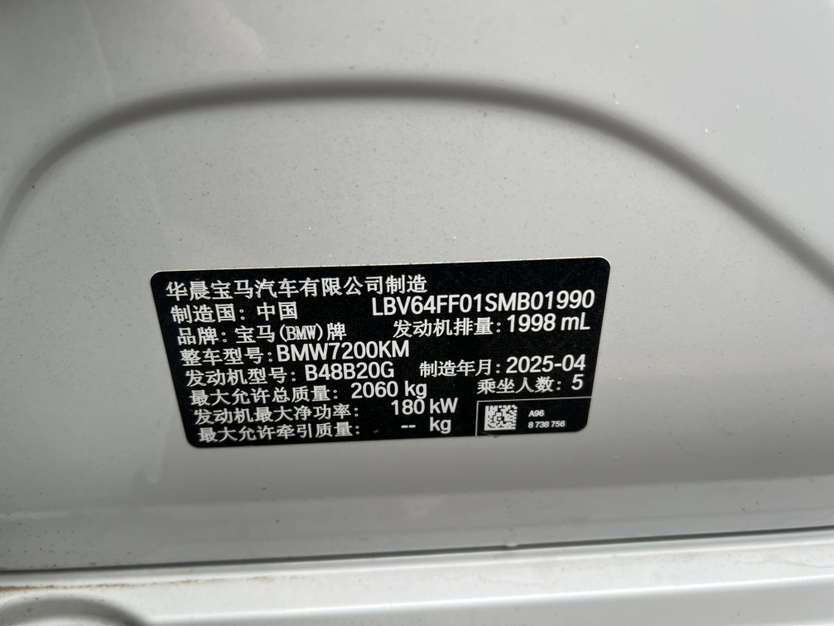 华晨宝马汽车有限公司制造
制造国: 中国 LBV64FF01SMB01990
品牌: 宝马(BMW)牌 发动机排量: 1998 mL
整车型号: BMW7200KM
发动机型号: B48B20G 制造年月: 2025-04
最大允许总质量: 2060 kg 乘坐人数: 5
发动机最大净功率: 180 kW
最大允许牵引质量: -- kg
A96
8 738 756